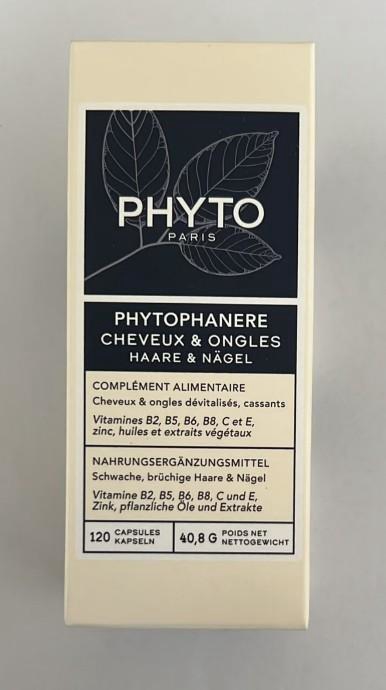 PHYTO
PARIS
PHYTOPHANERE
CHEVEUX & ONGLES
HAARE & NÄGEL
COMPLÉMENT ALIMENTAIRE
Cheveux & ongles dévitalisés, cassants
Vitamines B2, B5, B6, B8, C et E,
zinc, huiles et extraits végétaux
NAHRUNGSERGÄNZUNGSMITTEL
Schwache, brüchige Haare & Nägel
Vitamine B2, B5, B6, B8, C und E,
Zink, pflanzliche Öle und Extrakte
120 CAPSULES
KAPSELN
40,8 G POIDS NET
NETTOGEWICHT